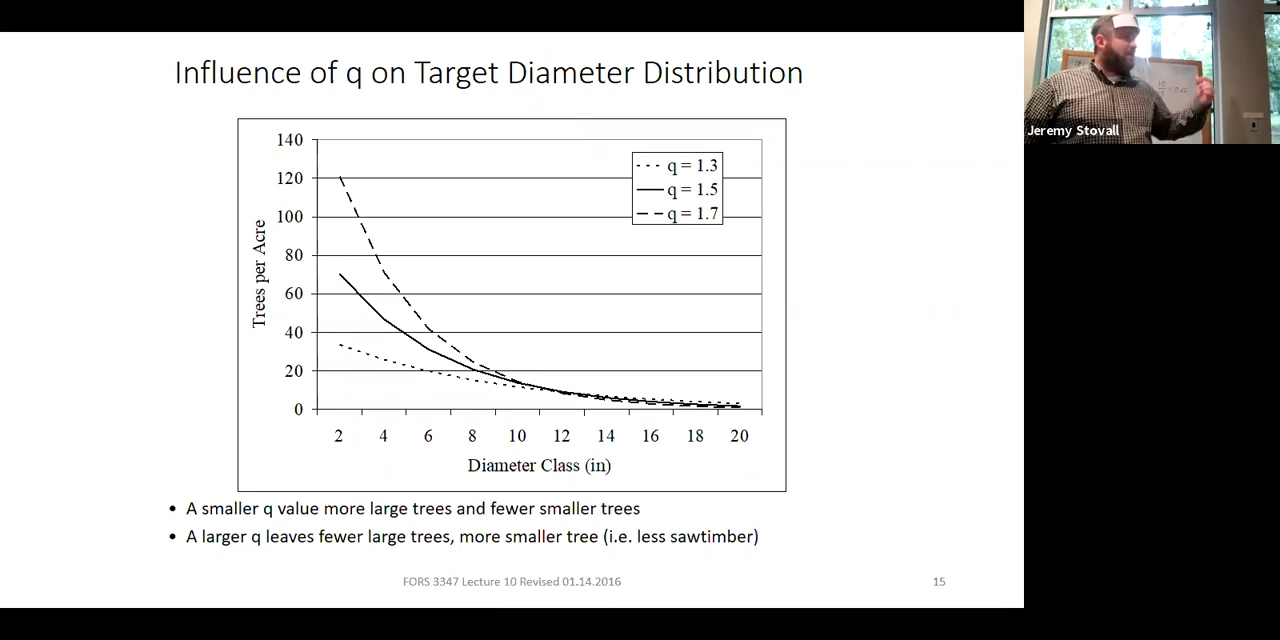 Influence of q on Target Diameter Distribution
140
120
100
80
60
40
20
0
Trees per Acre
q = 1.3
q = 1.5
q = 1.7
2 4 6 8 10 12 14 16 18 20
Diameter Class (in)
• A smaller q value more large trees and fewer smaller trees
• A larger q leaves fewer large trees, more smaller tree (i.e. less sawtimber)
FORS 3347 Lecture 10 Revised 01.14.2016
15
Jeremy Stovall